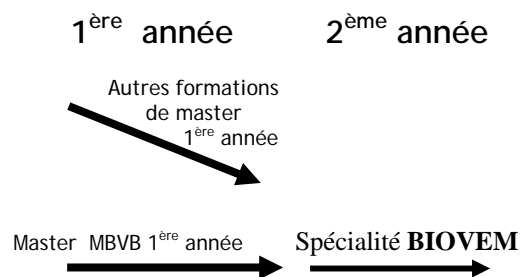 1ère année 2ème année
Autres formations
de master
1ère année
Master MBVB 1ère année Spécialité BIOVEM